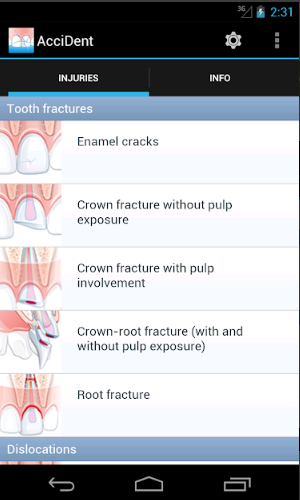 36
2:31
AcciDent
INJURIES
INFO
Tooth fractures
Enamel cracks
Crown fracture without pulp
exposure
Crown fracture with pulp
involvement
Crown-root fracture (with and
without pulp exposure)
Root fracture
Dislocations